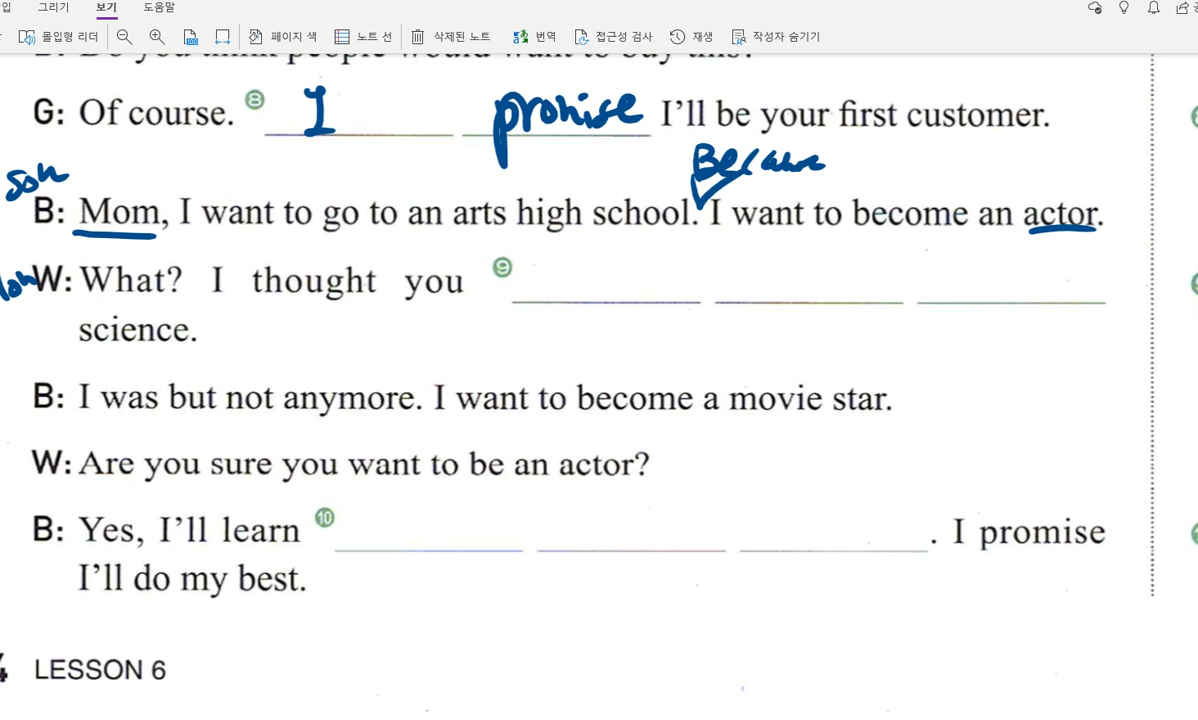 그리기 보기 도움말
몰입형 리더 100 페이지 색 노트 선 삭제된 노트 번역 접근성 검사 재생 작성자 숨기기
G: Of course. ⑧ I promise I'll be your first customer.
Because
son
B: Mom, I want to go to an arts high school. I want to become an actor.
W: What? I thought you ⑨
science.
B: I was but not anymore. I want to become a movie star.
W: Are you sure you want to be an actor?
B: Yes, I'll learn ⑩ . I promise
I'll do my best.
LESSON 6